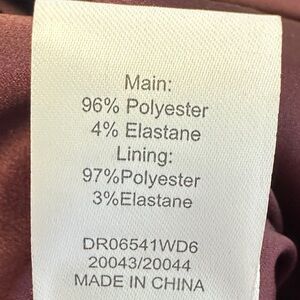 Main:
96% Polyester
4% Elastane
Lining:
97%Polyester
3%Elastane
DR06541WD6
20043/20044
MADE IN CHINA